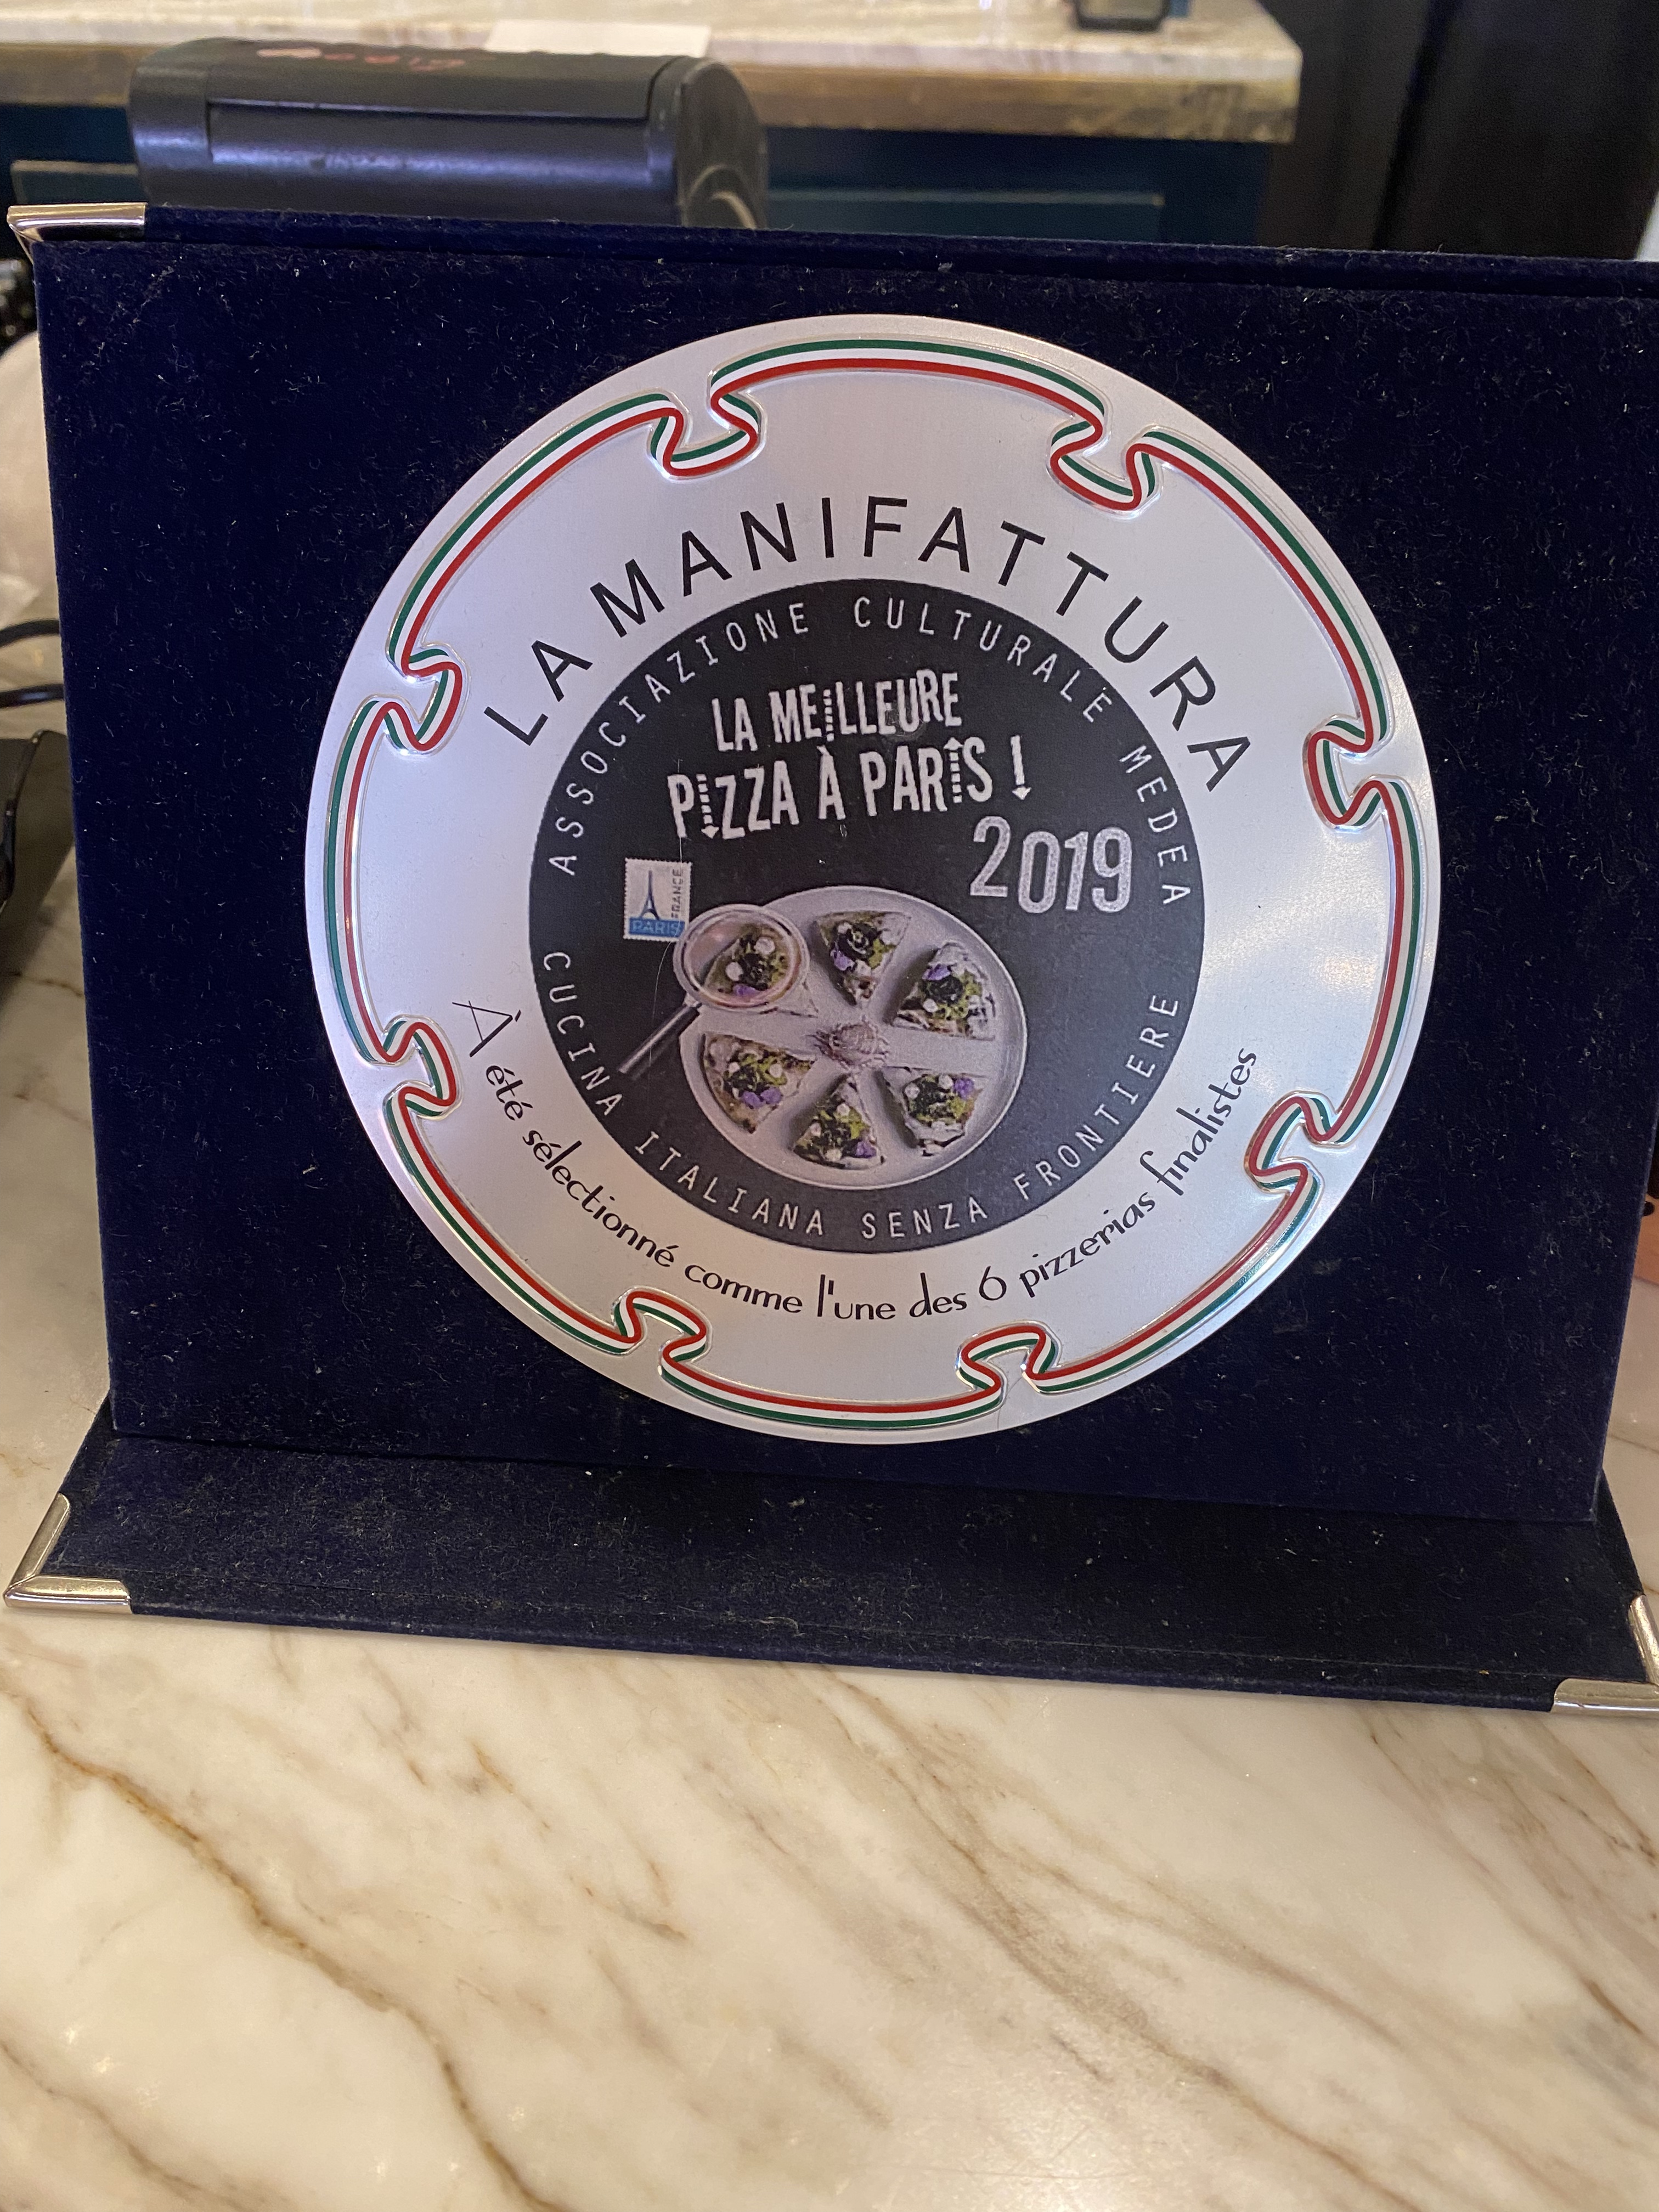 LA MANIFATTURA
ASSOCIAZIONE CULTURALE MEDEA
LA MEILLEURE
PIZZA À PARIS !
2019
FRANCE
PARIS
CUCINA ITALIANA SENZA FRONTIERE
À été sélectionné comme l'une des 6 pizzerias finalistes